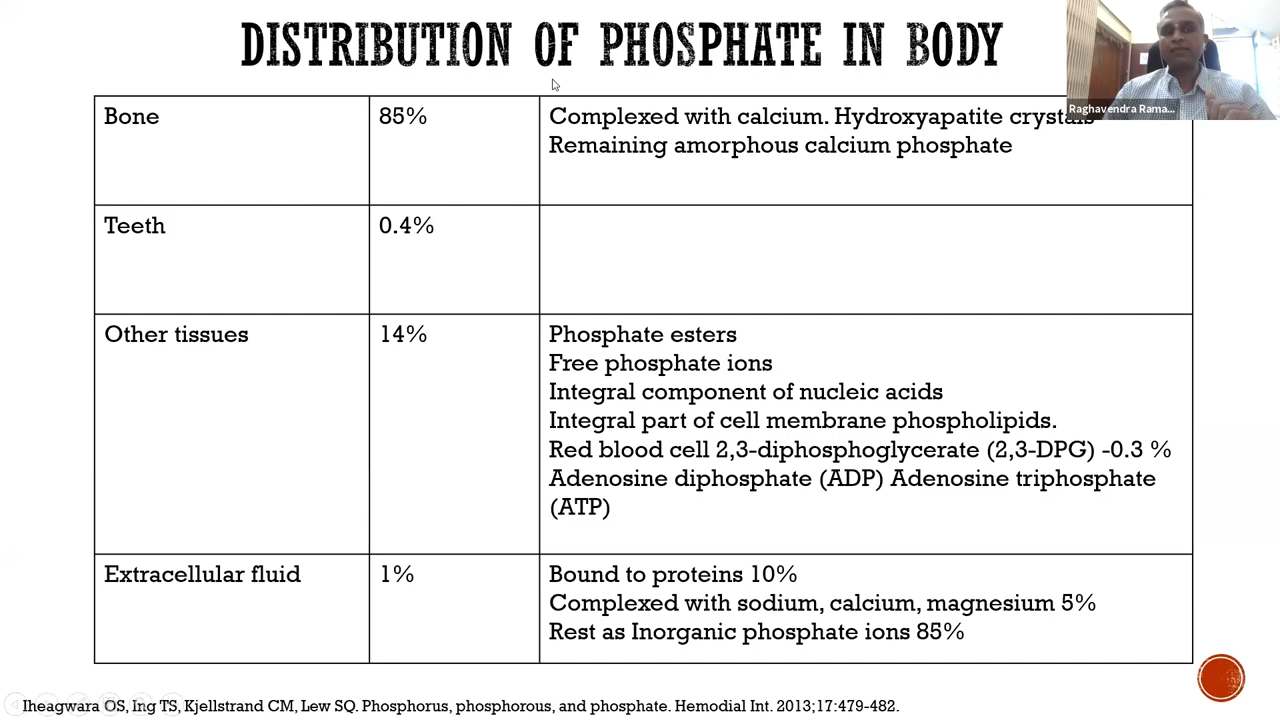 DISTRIBUTION OF PHOSPHATE IN BODY
Raghavendra Rama...
Bone 85% Complexed with calcium. Hydroxyapatite crystals
Remaining amorphous calcium phosphate
Teeth 0.4%
Other tissues 14% Phosphate esters
Free phosphate ions
Integral component of nucleic acids
Integral part of cell membrane phospholipids.
Red blood cell 2,3-diphosphoglycerate (2,3-DPG) -0.3 %
Adenosine diphosphate (ADP) Adenosine triphosphate
(ATP)
Extracellular fluid 1% Bound to proteins 10%
Complexed with sodium, calcium, magnesium 5%
Rest as Inorganic phosphate ions 85%
Iheagwara OS, Ing TS, Kjellstrand CM, Lew SQ. Phosphorus, phosphorous, and phosphate. Hemodial Int. 2013;17:479-482.